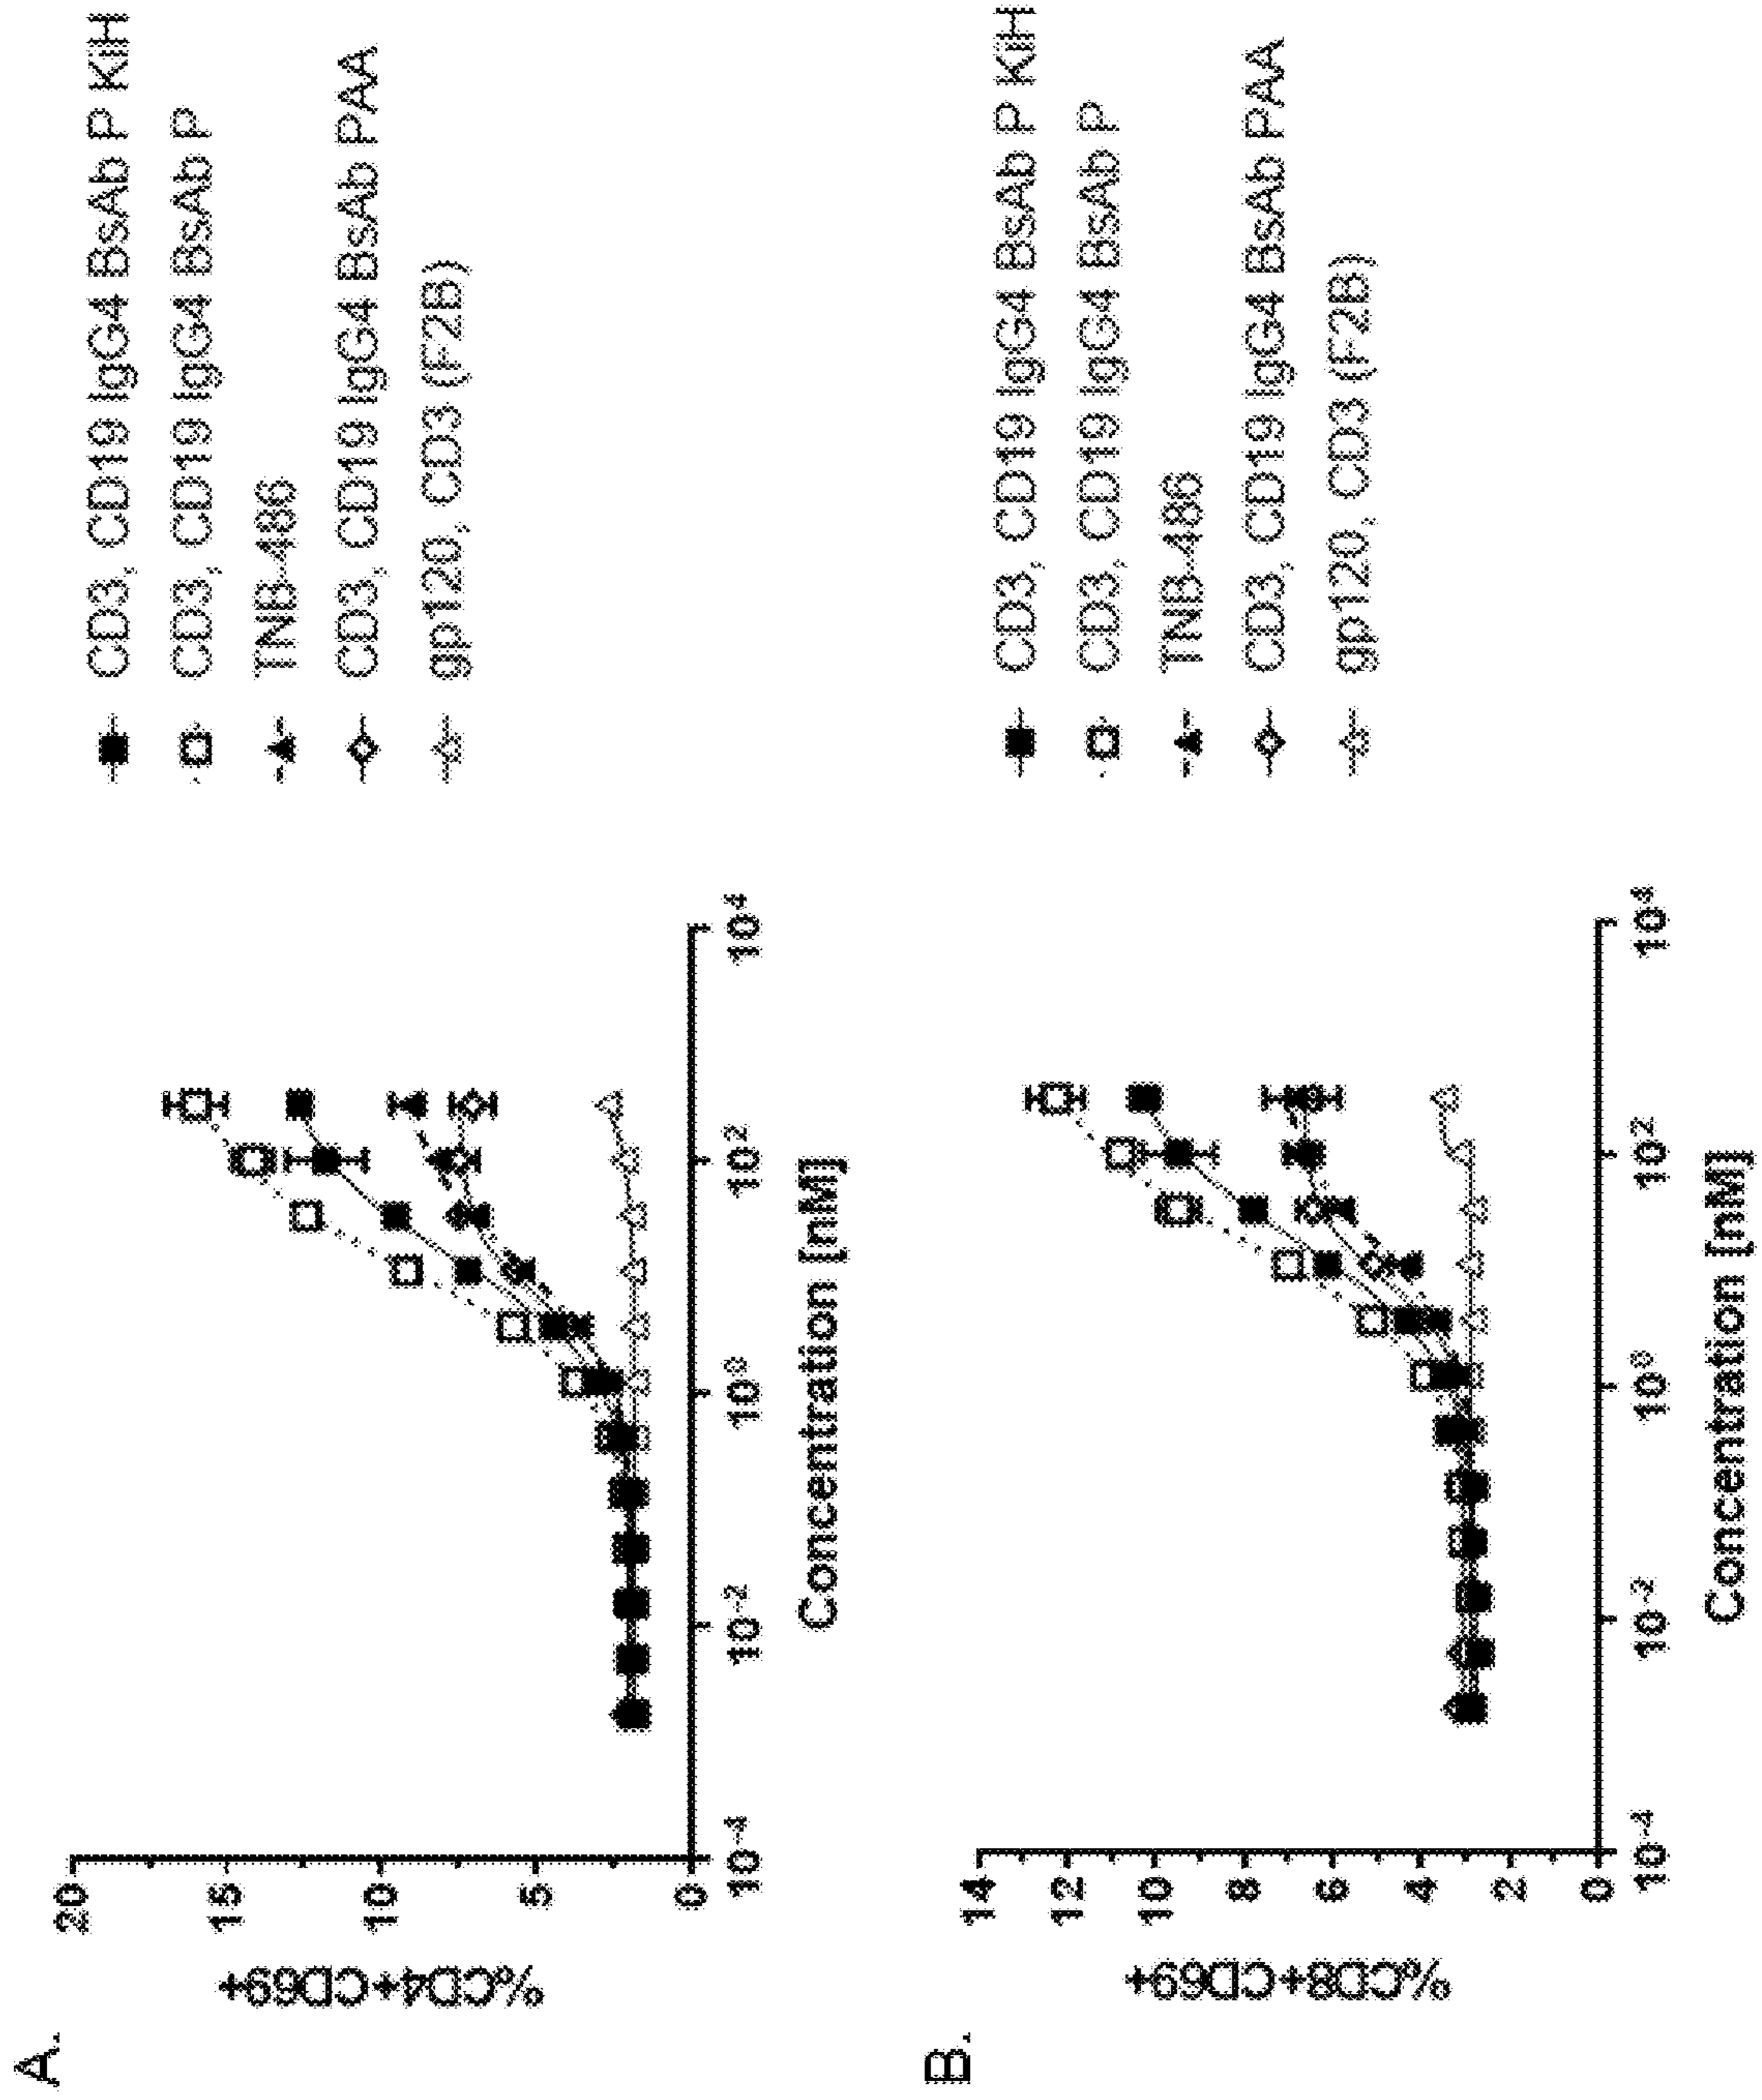 A.
%CD4+CD69+
20
15
10
5
0
10-4
10-2
100
102
104
Concentration [nM]
CD3, CD19 IgG4 BsAb P KiH
CD3, CD19 IgG4 BsAb P
TNB-486
CD3, CD19 IgG4 BsAb PAA
gp120, CD3 (F2B)
B.
%CD8+CD69+
14
12
10
8
6
4
2
0
10-4
10-2
100
102
104
Concentration [nM]
CD3, CD19 IgG4 BsAb P KiH
CD3, CD19 IgG4 BsAb P
TNB-486
CD3, CD19 IgG4 BsAb PAA
gp120, CD3 (F2B)